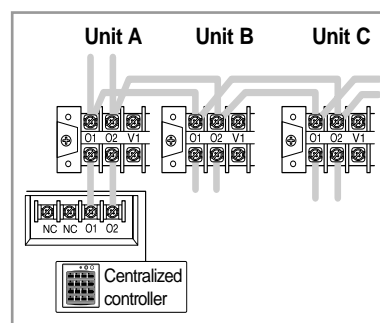 Unit A Unit B Unit C
O1 O2 V1 O1 O2 V1 O1 O2 V1
NC NC O1 O2
Centralized
controller